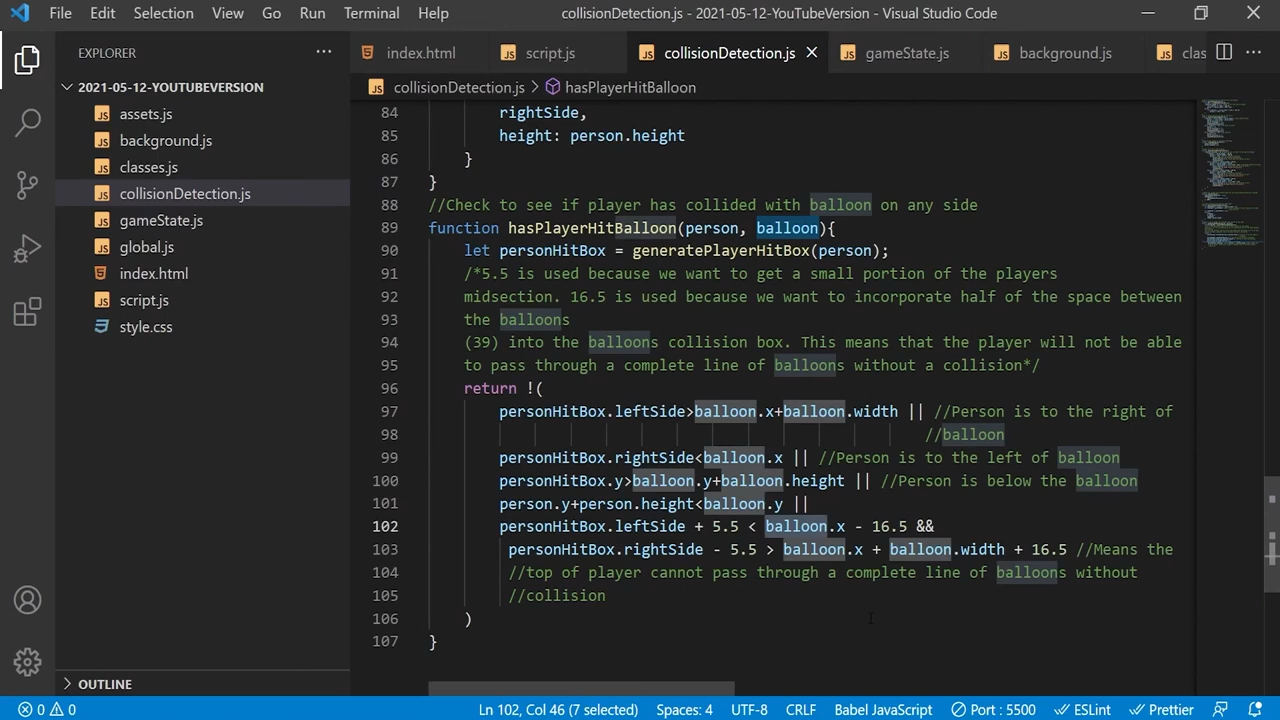 File Edit Selection View Go Run Terminal Help collisionDetection.js - 2021-05-12-YouTubeVersion - Visual Studio Code
EXPLORER
2021-05-12-YOUTUBEVERSION
assets.js
background.js
classes.js
collisionDetection.js
gameState.js
global.js
index.html
script.js
style.css
OUTLINE
index.html script.js collisionDetection.js gameState.js background.js clas
collisionDetection.js > hasPlayerHitBalloon
84 rightSide,
85 height: person.height
86 }
87 }
88 //Check to see if player has collided with balloon on any side
89 function hasPlayerHitBalloon(person, balloon){
90 let personHitBox = generatePlayerHitBox(person);
91 /*5.5 is used because we want to get a small portion of the players
92 midsection. 16.5 is used because we want to incorporate half of the space between
93 the balloons
94 (39) into the balloons collision box. This means that the player will not be able
95 to pass through a complete line of balloons without a collision*/
96 return !(
97 personHitBox.leftSide>balloon.x+balloon.width || //Person is to the right of
98 //balloon
99 personHitBox.rightSide<balloon.x || //Person is to the left of balloon
100 personHitBox.y>balloon.y+balloon.height || //Person is below the balloon
101 person.y+person.height<balloon.y ||
102 personHitBox.leftSide + 5.5 < balloon.x - 16.5 &&
103 personHitBox.rightSide - 5.5 > balloon.x + balloon.width + 16.5 //Means the
104 //top of player cannot pass through a complete line of balloons without
105 //collision
106 )
107 }
0 0 Ln 102, Col 46 (7 selected) Spaces: 4 UTF-8 CRLF Babel JavaScript Port : 5500 ESLint Prettier